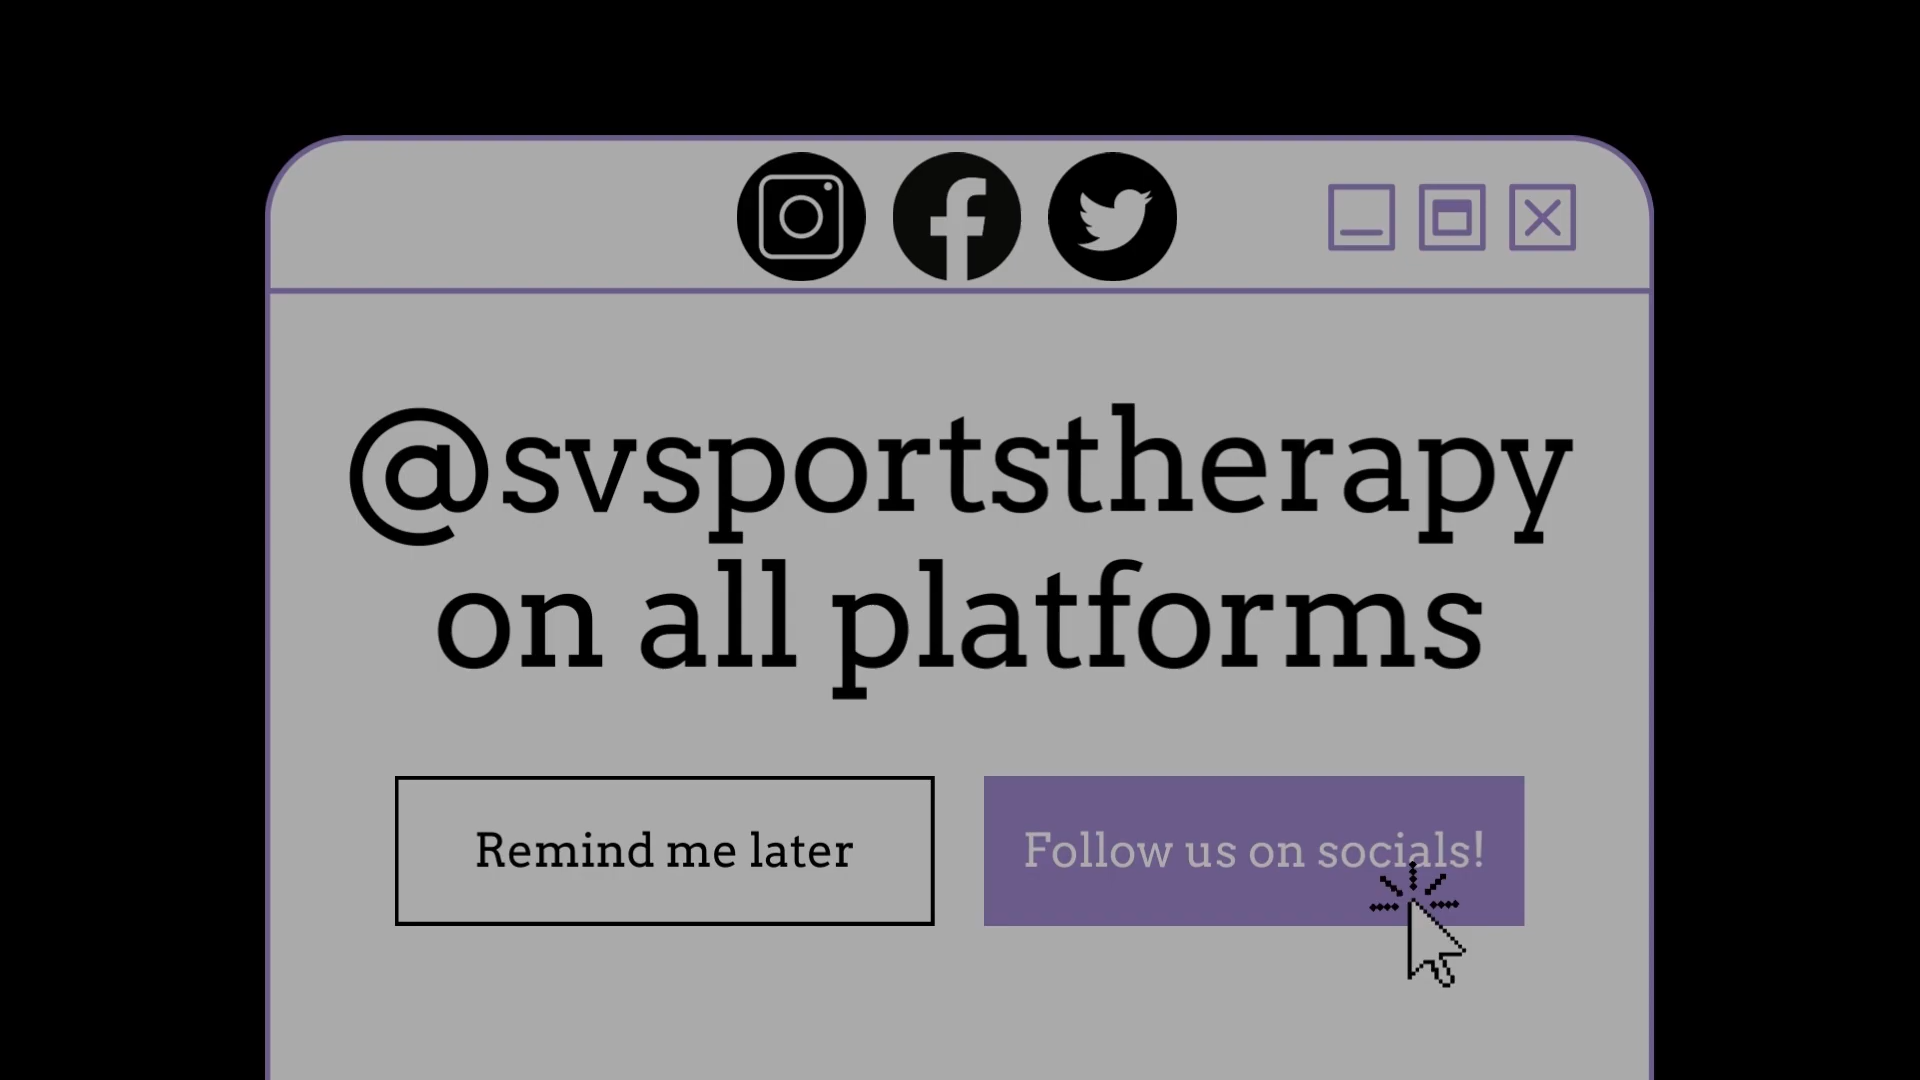 @svsportstherapy
on all platforms
Remind me later
Follow us on socials!